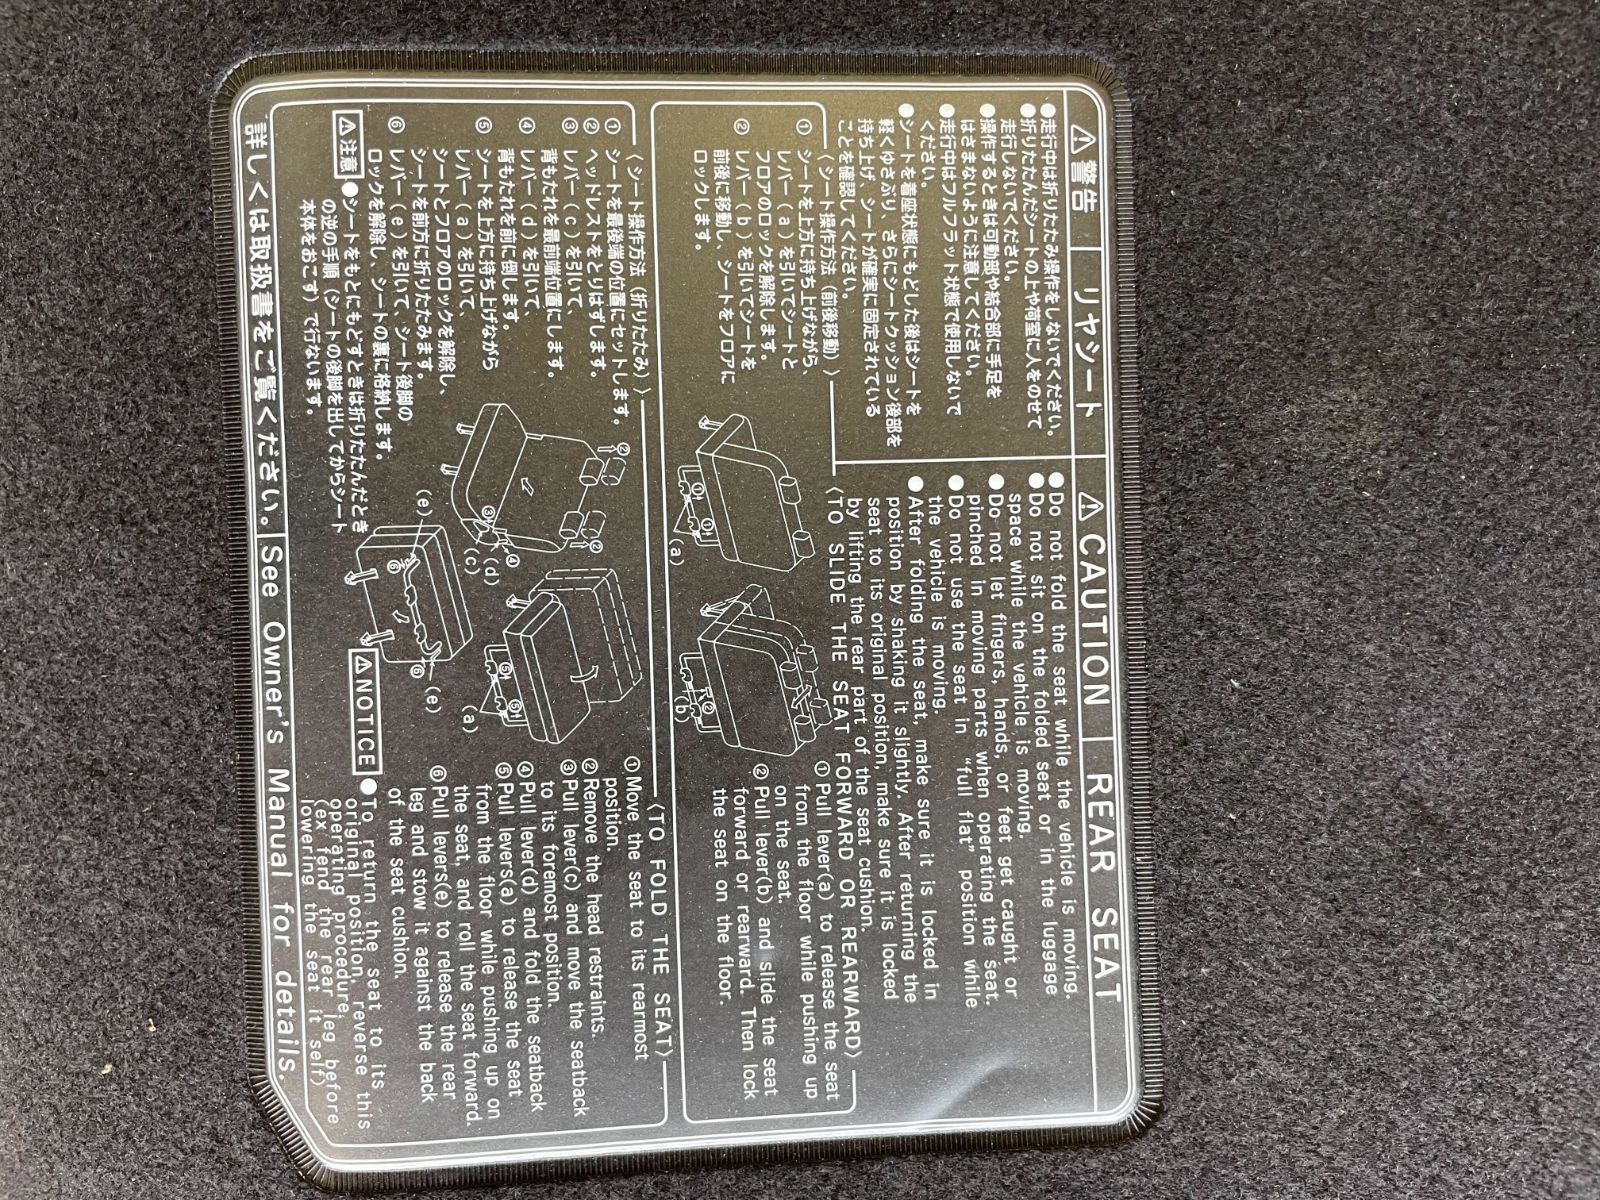 ⚠警告 リヤシート
●走行中は折りたたみ操作をしないでください。
●折りたたんだシートの上や荷室に人をのせて
走行しないでください。
●操作するときは可動部や結合部に手足を
はさまないように注意してください。
●走行中はフルフラット状態で使用しないで
ください。
●シートを着座状態にもどした後はシートを
軽くゆさぶり、さらにシートクッション後部を
持ち上げ、シートが確実に固定されている
ことを確認してください。
⚠CAUTION REAR SEAT
●Do not fold the seat while the vehicle is moving.
●Do not sit on the folded seat or in the luggage
space while the vehicle is moving.
●Do not let fingers, hands, or feet get caught or
pinched in moving parts when operating the seat.
●Do not use the seat in “full flat” position while
the vehicle is moving.
●After folding the seat, make sure it is locked in
position by shaking it slightly. After returning the
seat to its original position, make sure it is locked
by lifting the rear part of the seat cushion.
〈シート操作方法（前後移動）〉
①シートを上方に持ち上げながら、
レバー（a）を引いてシートと
フロアのロックを解除します。
②レバー（b）を引いてシートを
前後に移動し、シートをフロアに
ロックします。
① ① (a)
② (b)
〈TO SLIDE THE SEAT FORWARD OR REARWARD〉
①Pull lever(a) to release the seat
from the floor while pushing up
on the seat.
②Pull lever(b) and slide the seat
forward or rearward. Then lock
the seat on the floor.
〈シート操作方法（折りたたみ）〉
①シートを最後端の位置にセットします。
②ヘッドレストをとりはずします。
③レバー（c）を引いて、
背もたれを最前端位置にします。
④レバー（d）を引いて、
背もたれを前に倒します。
⑤シートを上方に持ち上げながら
レバー（a）を引いて、
シートとフロアのロックを解除し、
シートを前方に折りたたみます。
⑥レバー（e）を引いて、シート後脚の
ロックを解除し、シートの裏に格納します。
② ②
③ ④ (d)
(c)
⑤ ⑤ (a)
(e) ⑥ ⑥ (e)
〈TO FOLD THE SEAT〉
①Move the seat to its rearmost
position.
②Remove the head restraints.
③Pull lever(c) and move the seatback
to its foremost position.
④Pull lever(d) and fold the seatback
⑤Pull levers(a) to release the seat
from the floor while pushing up on
the seat, and roll the seat forward.
⑥Pull levers(e) to release the rear
leg and stow it against the back
of the seat cushion.
⚠注意 ●シートをもとにもどすときは折りたたんだとき
の逆の手順（シートの後脚を出してからシート
本体をおこす）で行ないます。
⚠NOTICE ●To return the seat to its
original position, reverse this
operating procedure.
(ex fend the rear leg before
lowering the seat it self)
詳しくは取扱書をご覧ください。 See Owner's Manual for details.